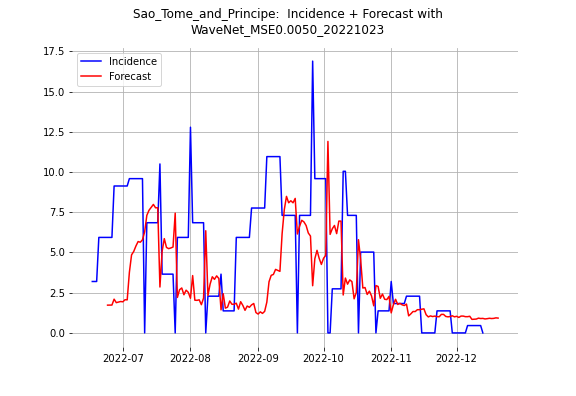 Sao_Tome_and_Principe: Incidence + Forecast with
WaveNet_MSE0.0050_20221023
Incidence
Forecast
17.5
15.0
12.5
10.0
7.5
5.0
2.5
0.0
2022-07 2022-08 2022-09 2022-10 2022-11 2022-12